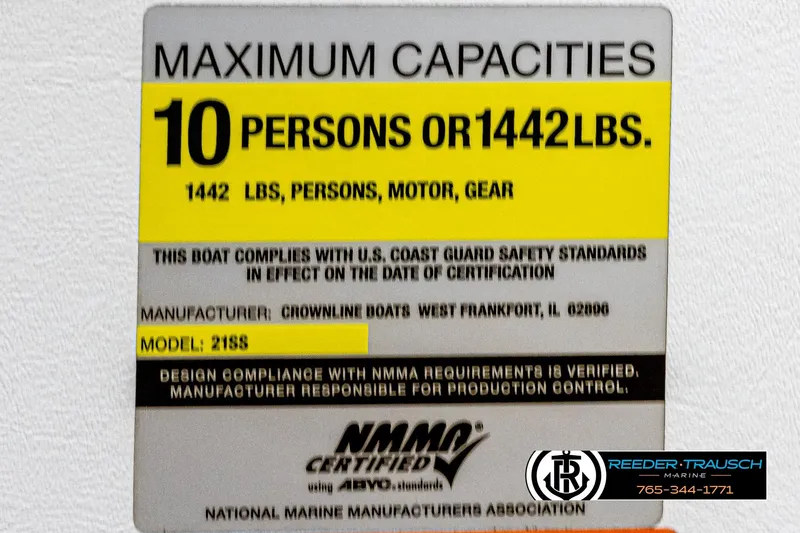 MAXIMUM CAPACITIES
10 PERSONS OR 1442 LBS.
1442 LBS, PERSONS, MOTOR, GEAR
THIS BOAT COMPLIES WITH U.S. COAST GUARD SAFETY STANDARDS
IN EFFECT ON THE DATE OF CERTIFICATION
MANUFACTURER: CROWNLINE BOATS WEST FRANKFORT, IL 62896
MODEL: 21SS
DESIGN COMPLIANCE WITH NMMA REQUIREMENTS IS VERIFIED.
MANUFACTURER RESPONSIBLE FOR PRODUCTION CONTROL.
NMMA®
CERTIFIED
using ABYC® standards
NATIONAL MARINE MANUFACTURERS ASSOCIATION
TR
REEDER·TRAUSCH
MARINE
765-344-1771